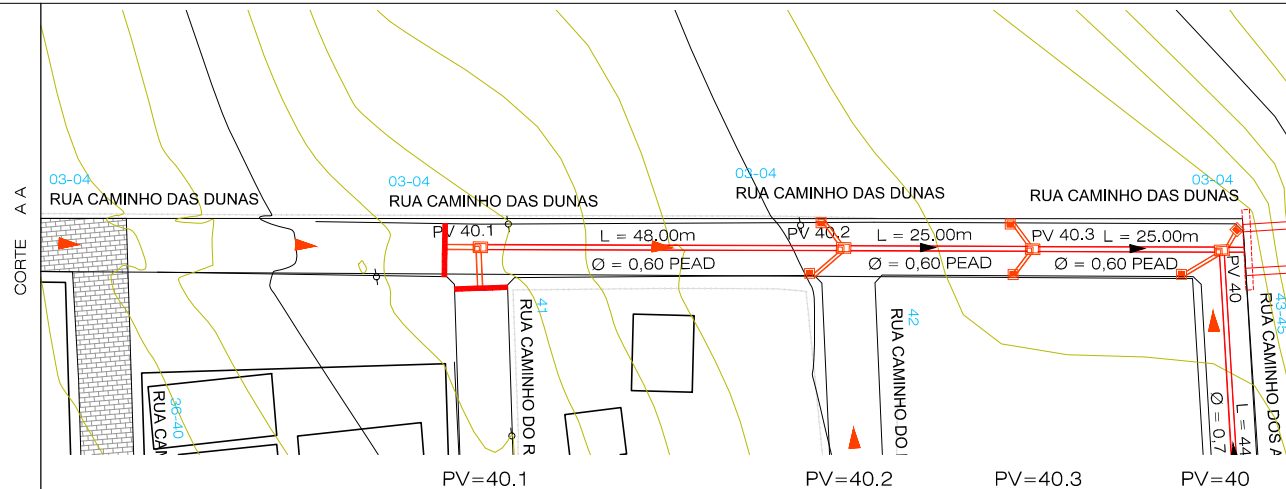 CORTE A A
03-04
RUA CAMINHO DAS DUNAS
03-04
RUA CAMINHO DAS DUNAS
03-04
RUA CAMINHO DAS DUNAS
03-04
RUA CAMINHO DAS DUNAS
PV 40.1
L = 48.00m
Ø = 0,60 PEAD
PV 40.2
L = 25.00m
Ø = 0,60 PEAD
PV 40.3
L = 25.00m
Ø = 0,60 PEAD
PV 40
36-40
RUA CAM
41
RUA CAMINHO DO R
42
RUA CAMINHO DO
43-45
RUA CAMINHO DOS A
Ø = 0,7
L = 44
PV=40.1
PV=40.2
PV=40.3
PV=40